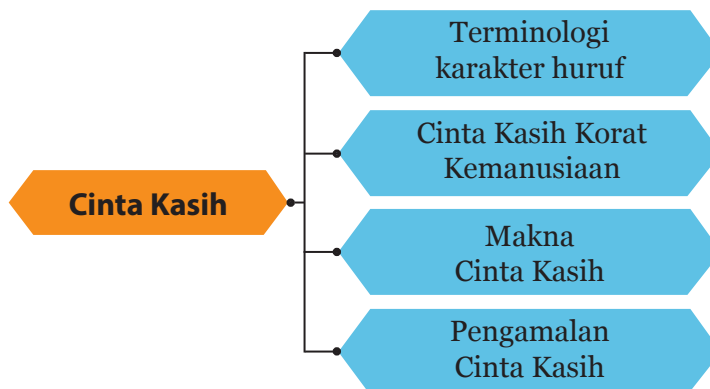 Terminologi
karakter huruf
Cinta Kasih Korat
Kemanusiaan
Cinta Kasih
Makna
Cinta Kasih
Pengamalan
Cinta Kasih